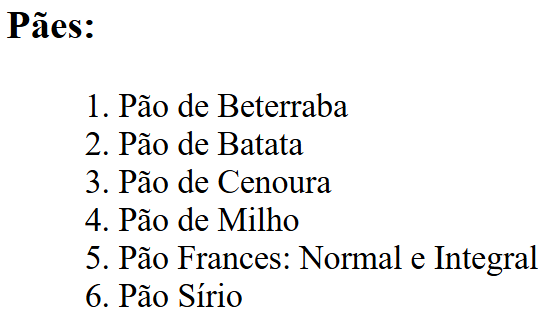 Pães:
1. Pão de Beterraba
2. Pão de Batata
3. Pão de Cenoura
4. Pão de Milho
5. Pão Frances: Normal e Integral
6. Pão Sírio